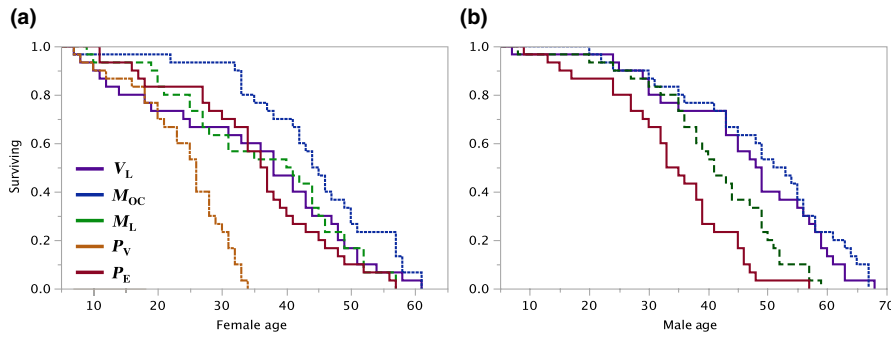 (a)
(b)
1.0
0.8
0.6
0.4
0.2
0.0
Surviving
V_L
M_OC
M_L
P_V
P_E
10 20 30 40 50 60
Female age
1.0
0.8
0.6
0.4
0.2
0.0
10 20 30 40 50 60 70
Male age